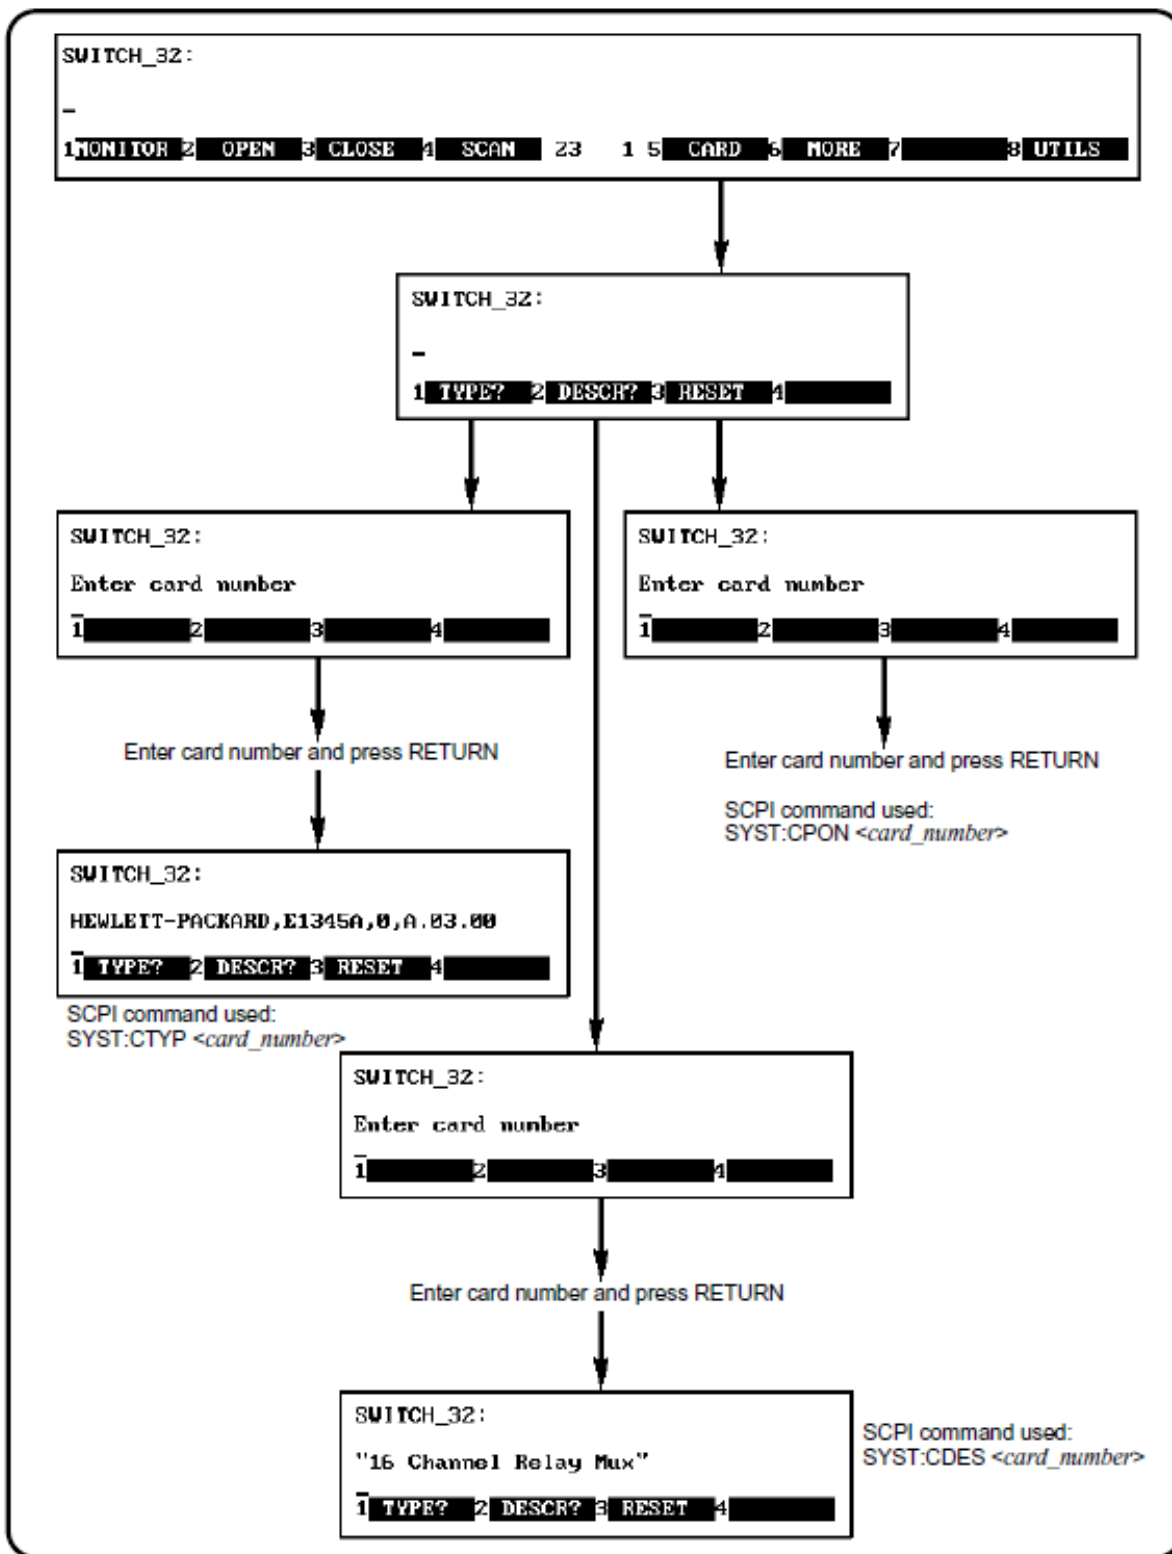 SWITCH_32:
_
1 MONITOR 2 OPEN 3 CLOSE 4 SCAN 23 1 5 CARD 6 MORE 7 8 UTILS
SWITCH_32:
_
1 TYPE? 2 DESCR? 3 RESET 4
SWITCH_32:
Enter card number
1 2 3 4
SWITCH_32:
Enter card number
1 2 3 4
Enter card number and press RETURN
Enter card number and press RETURN
SCPI command used:
SYST:CPON <card_number>
SWITCH_32:
HEWLETT-PACKARD,E1345A,0,A.03.00
1 TYPE? 2 DESCR? 3 RESET 4
SCPI command used:
SYST:CTYP <card_number>
SWITCH_32:
Enter card number
1 2 3 4
Enter card number and press RETURN
SWITCH_32:
"16 Channel Relay Mux"
1 TYPE? 2 DESCR? 3 RESET 4
SCPI command used:
SYST:CDES <card_number>